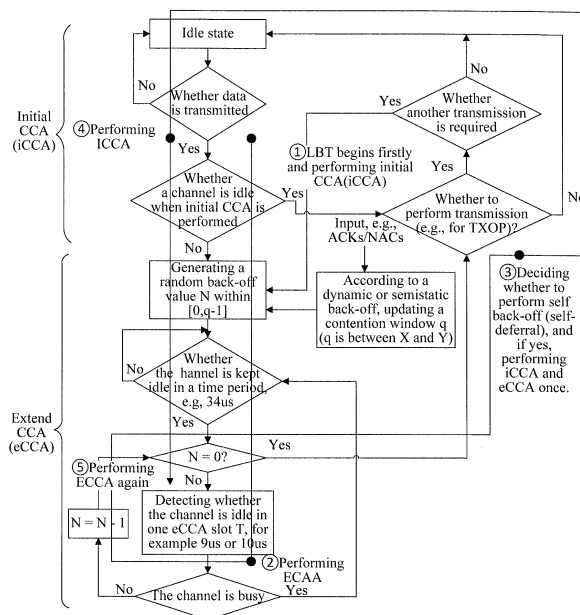 Idle state
No
Whether data
is transmitted
Initial
CCA
(iCCA)
④Performing
ICCA
Yes
Whether
a channel is idle
when initial CCA is
performed
Yes
No
No
Whether
another transmission
is required
Yes
①LBT begins firstly
and performing initial
CCA(iCCA)
Yes
Whether to
perform transmission
(e.g., for TXOP)?
No
Input, e.g.,
ACKs/NACs
Generating a
random back-off
value N within
[0,q-1]
According to a
dynamic or semistatic
back-off, updating a
contention window q
(q is between X and Y)
③Deciding
whether to
perform self
back-off (self-
deferral), and
if yes,
performing
iCCA and
eCCA once.
No
Whether
the hannel is kept
idle in a time period,
e.g, 34us
Extend
CCA
(eCCA)
Yes
N = 0?
Yes
⑤Performing
ECCA again
No
Detecting whether
the channel is idle in
one eCCA slot T, for
example 9us or 10us
N = N - 1
②Performing
ECAA
No
The channel is busy
Yes